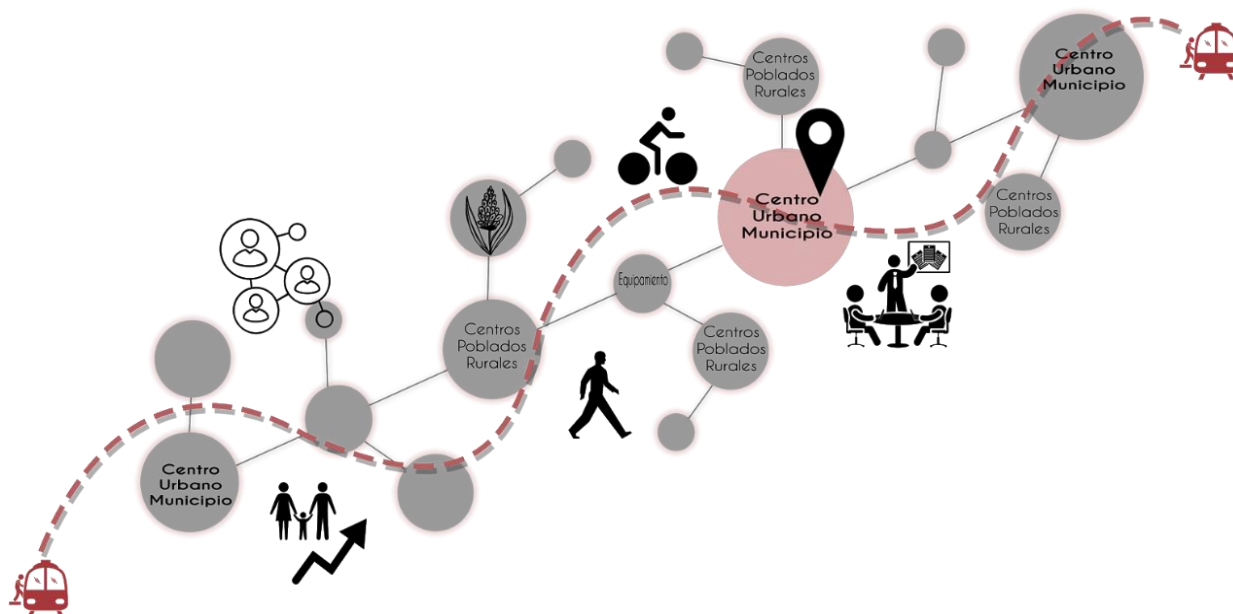 Centros
Poblados
Rurales
Centro
Urbano
Municipio
Centro
Urbano
Municipio
Centros
Poblados
Rurales
Equipamiento
Centros
Poblados
Rurales
Centros
Poblados
Rurales
Centro
Urbano
Municipio